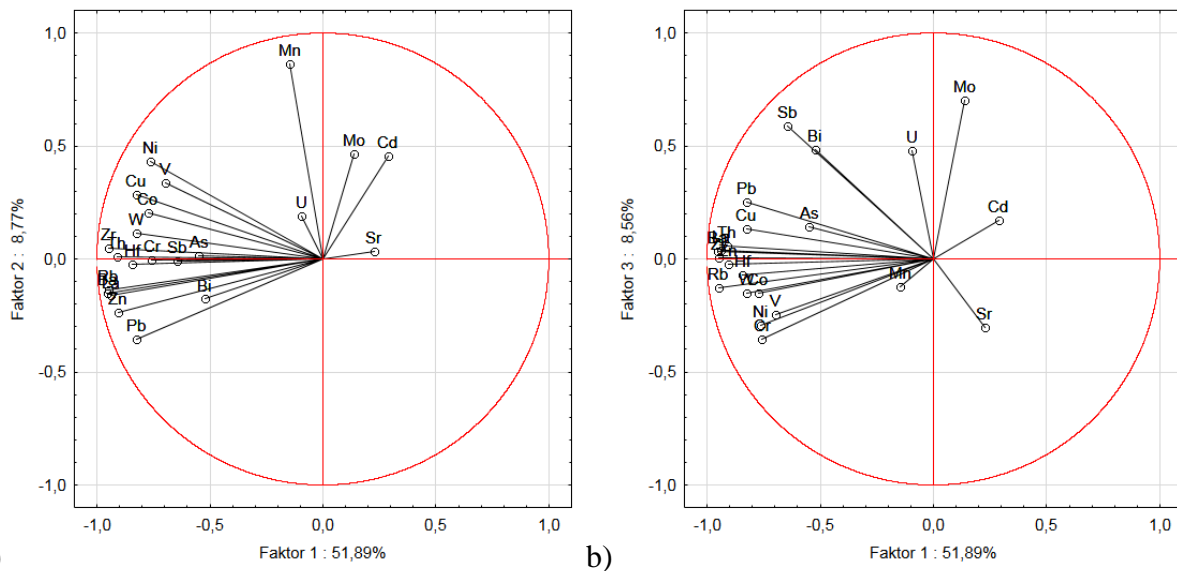 1,0
Mn
0,5
Ni
Mo
Cd
V
Cu
Co
U
W
Zr
Th
Cr
As
Hf
Sb
Sr
0,0
Rb
Zn
Bi
Pb
-0,5
-1,0
-1,0 -0,5 0,0 0,5 1,0
Faktor 2 : 8,77%
Faktor 1 : 51,89%
b)
1,0
Mo
Sb
Bi
U
0,5
Pb
Cu
As
Cd
Th
0,0
Hf
Rb
W
Co
Mn
V
Ni
Cr
Sr
-0,5
-1,0
-1,0 -0,5 0,0 0,5 1,0
Faktor 3 : 8,56%
Faktor 1 : 51,89%